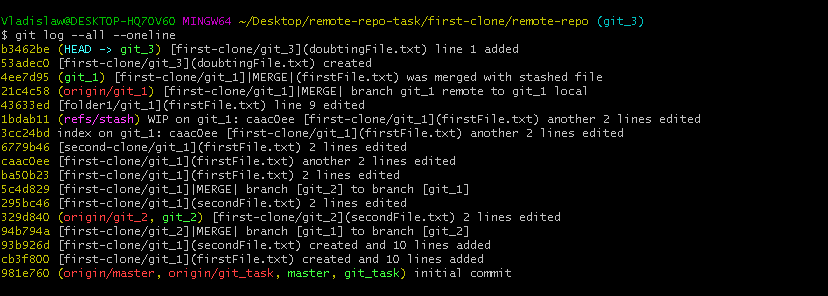 Vladislaw@DESKTOP-HQ7OV6O MINGW64 ~/Desktop/remote-repo-task/first-clone/remote-repo (git_3)
$ git log --all --oneline
b3462be (HEAD -> git_3) [first-clone/git_3](doubtingFile.txt) line 1 added
53adec0 [first-clone/git_3](doubtingFile.txt) created
4ee7d95 (git_1) [first-clone/git_1]|MERGE|(firstFile.txt) was merged with stashed file
21c4c58 (origin/git_1) [first-clone/git_1]|MERGE| branch git_1 remote to git_1 local
43633ed [folder1/git_1](firstFile.txt) line 9 edited
1bdab11 (refs/stash) WIP on git_1: caac0ee [first-clone/git_1](firstFile.txt) another 2 lines edited
3cc24bd index on git_1: caac0ee [first-clone/git_1](firstFile.txt) another 2 lines edited
6779b46 [second-clone/git_1](firstFile.txt) 2 lines edited
caac0ee [first-clone/git_1](firstFile.txt) another 2 lines edited
ba50b23 [first-clone/git_1](firstFile.txt) 2 lines edited
5c4d829 [first-clone/git_1]|MERGE| branch [git_2] to branch [git_1]
295bc46 [first-clone/git_1](secondFile.txt) 2 lines edited
329d840 (origin/git_2, git_2) [first-clone/git_2](secondFile.txt) 2 lines edited
94b794a [first-clone/git_2]|MERGE| branch [git_1] to branch [git_2]
93b926d [first-clone/git_1](secondFile.txt) created and 10 lines added
cb3f800 [first-clone/git_1](firstFile.txt) created and 10 lines added
981e760 (origin/master, origin/git_task, master, git_task) initial commit